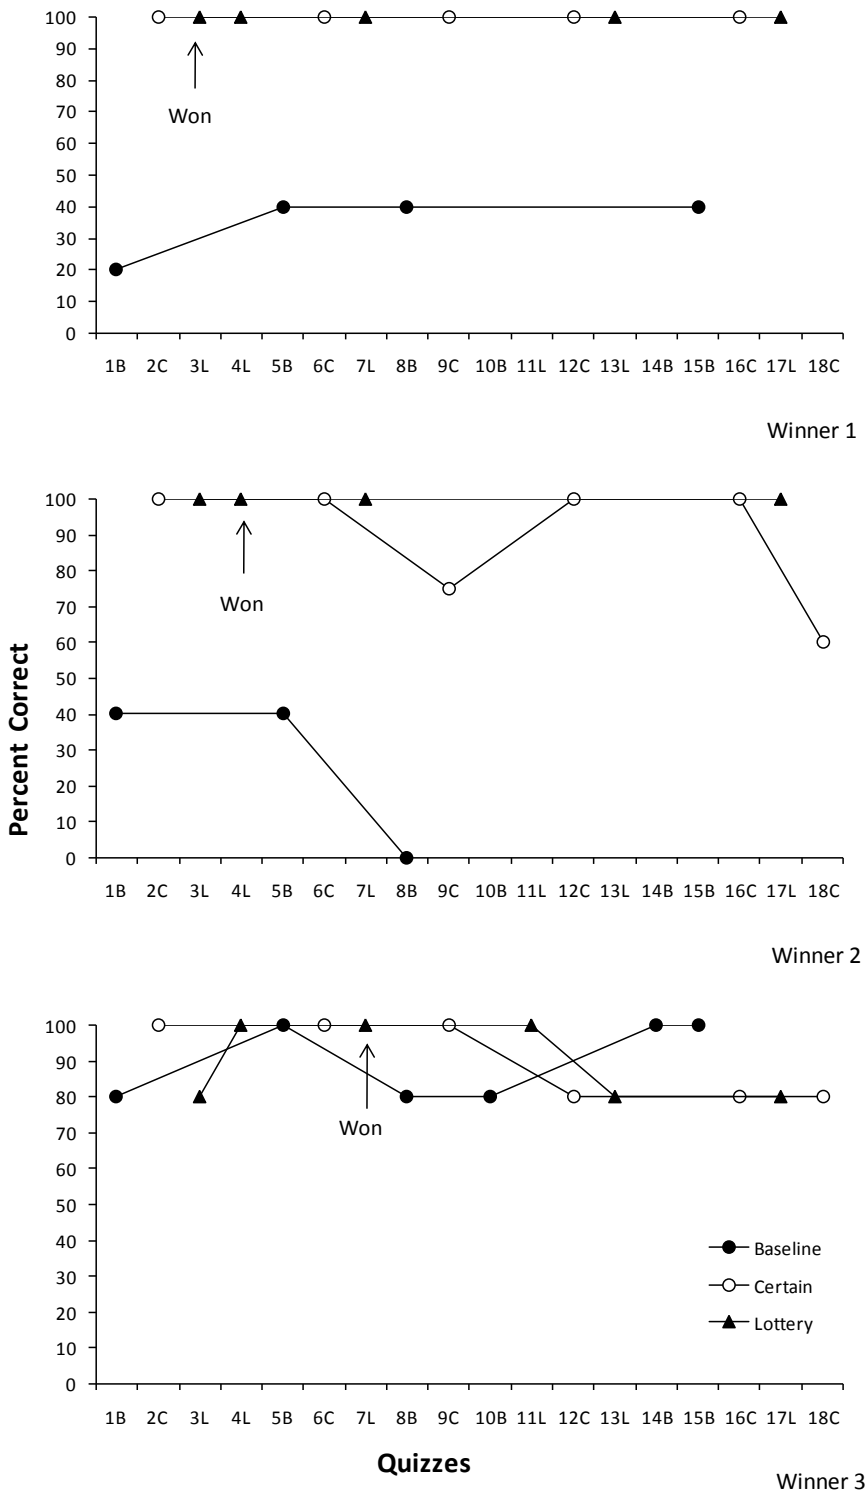 100
90
80
70
60
50
40
30
20
10
0
Won
1B 2C 3L 4L 5B 6C 7L 8B 9C 10B 11L 12C 13L 14B 15B 16C 17L 18C
Winner 1
Percent Correct
100
90
80
70
60
50
40
30
20
10
0
Won
1B 2C 3L 4L 5B 6C 7L 8B 9C 10B 11L 12C 13L 14B 15B 16C 17L 18C
Winner 2
100
90
80
70
60
50
40
30
20
10
0
Won
Baseline
Certain
Lottery
1B 2C 3L 4L 5B 6C 7L 8B 9C 10B 11L 12C 13L 14B 15B 16C 17L 18C
Quizzes
Winner 3